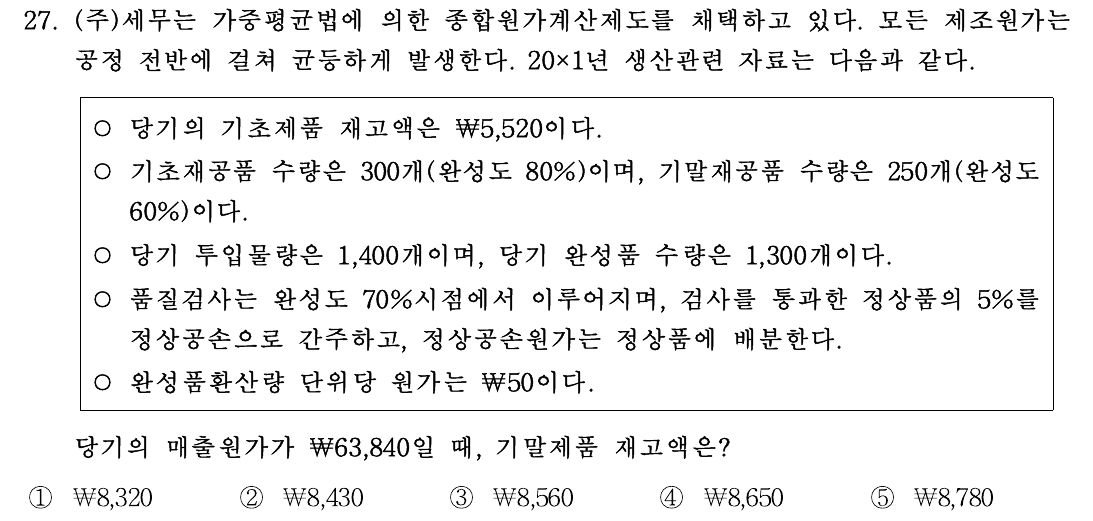 27. (주)세무는 가중평균법에 의한 종합원가계산제도를 채택하고 있다. 모든 제조원가는
공정 전반에 걸쳐 균등하게 발생한다. 20×1년 생산관련 자료는 다음과 같다.
○ 당기의 기초제품 재고액은 ₩5,520이다.
○ 기초재공품 수량은 300개(완성도 80%)이며, 기말재공품 수량은 250개(완성도
60%)이다.
○ 당기 투입물량은 1,400개이며, 당기 완성품 수량은 1,300개이다.
○ 품질검사는 완성도 70%시점에서 이루어지며, 검사를 통과한 정상품의 5%를
정상공손으로 간주하고, 정상공손원가는 정상품에 배분한다.
○ 완성품환산량 단위당 원가는 ₩50이다.
당기의 매출원가가 ₩63,840일 때, 기말제품 재고액은?
① ₩8,320 ② ₩8,430 ③ ₩8,560 ④ ₩8,650 ⑤ ₩8,780